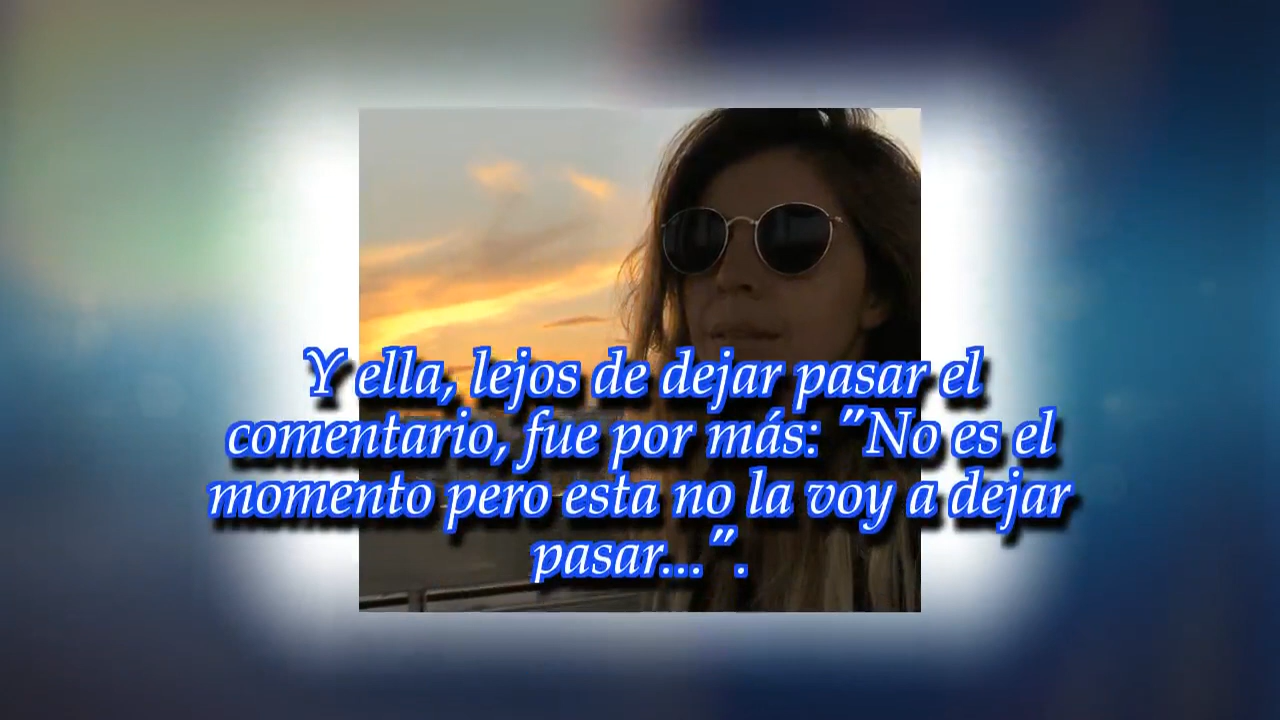 Y ella, lejos de dejar pasar el
comentario, fue por más: "No es el
momento pero esta no la voy a dejar
pasar...".